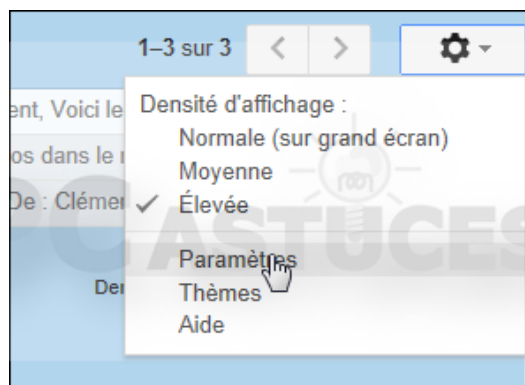 1–3 sur 3
ent, Voici le
Densité d'affichage :
Normale (sur grand écran)
os dans le
Moyenne
De : Clémen
Élevée
PC ASTUCES
Paramètres
Der
Thèmes
Aide